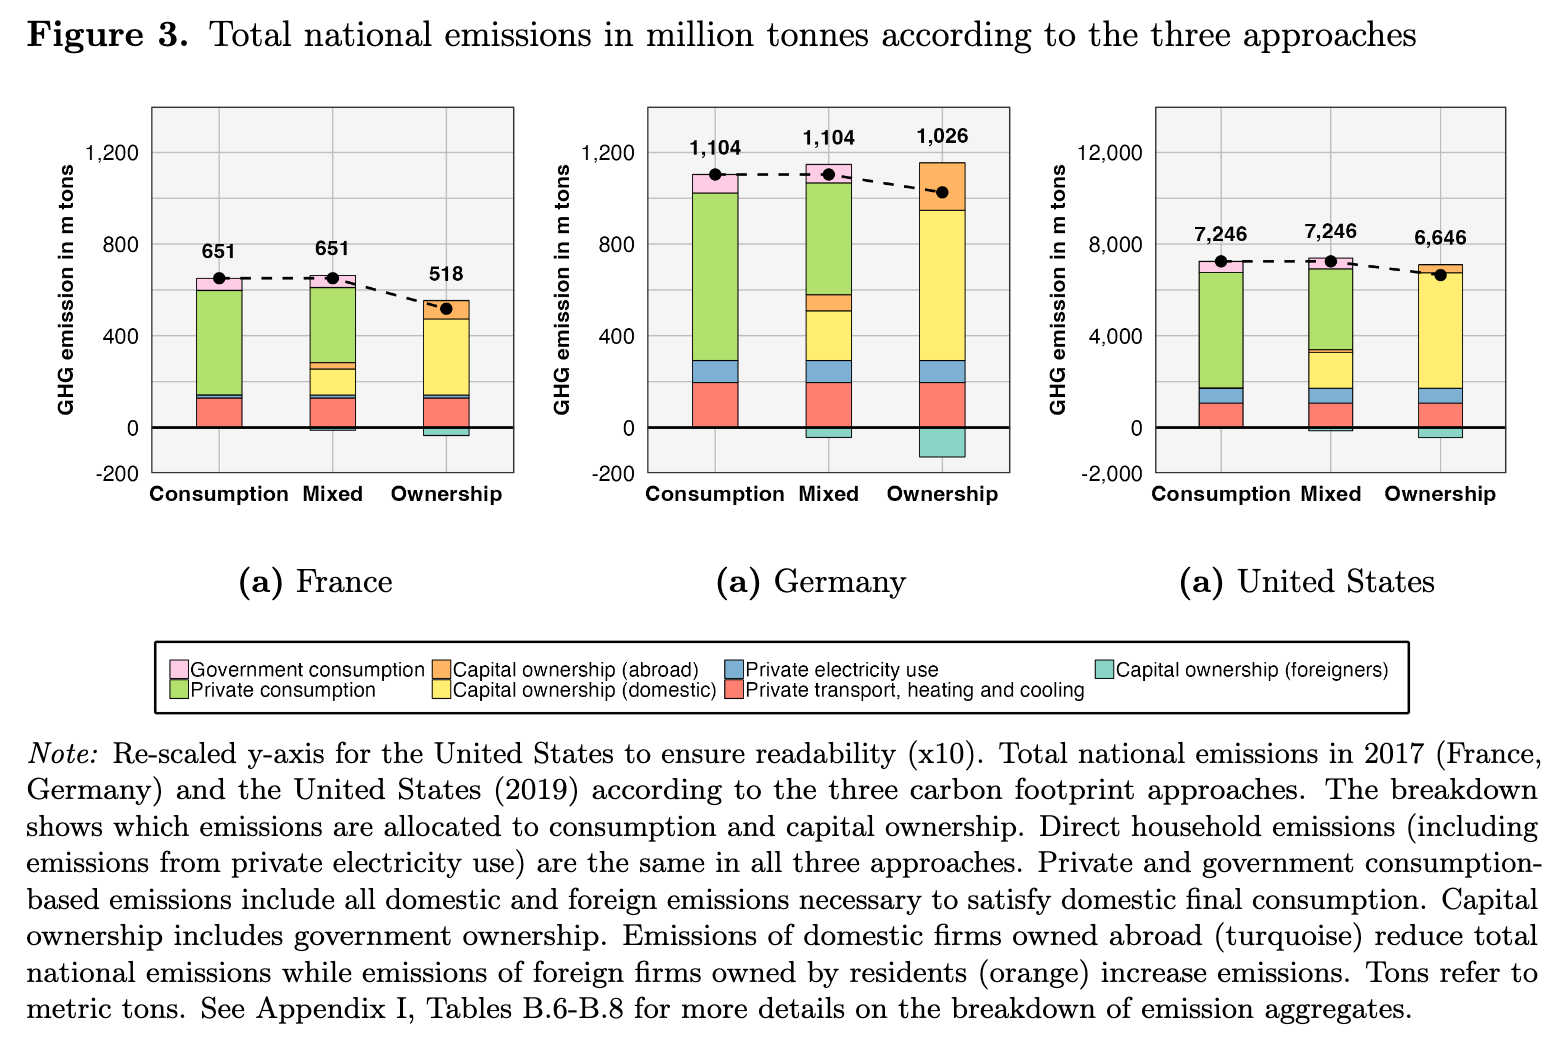 Figure 3. Total national emissions in million tonnes according to the three approaches
GHG emission in m tons
1,200
800
400
0
-200
651
651
518
Consumption Mixed Ownership
(a) France
GHG emission in m tons
1,200
800
400
0
-200
1,104
1,104
1,026
Consumption Mixed Ownership
(a) Germany
GHG emission in m tons
12,000
8,000
4,000
0
-2,000
7,246
7,246
6,646
Consumption Mixed Ownership
(a) United States
Government consumption Capital ownership (abroad) Private electricity use Capital ownership (foreigners)
Private consumption Capital ownership (domestic) Private transport, heating and cooling
Note: Re-scaled y-axis for the United States to ensure readability (x10). Total national emissions in 2017 (France,
Germany) and the United States (2019) according to the three carbon footprint approaches. The breakdown
shows which emissions are allocated to consumption and capital ownership. Direct household emissions (including
emissions from private electricity use) are the same in all three approaches. Private and government consumption-
based emissions include all domestic and foreign emissions necessary to satisfy domestic final consumption. Capital
ownership includes government ownership. Emissions of domestic firms owned abroad (turquoise) reduce total
national emissions while emissions of foreign firms owned by residents (orange) increase emissions. Tons refer to
metric tons. See Appendix I, Tables B.6-B.8 for more details on the breakdown of emission aggregates.